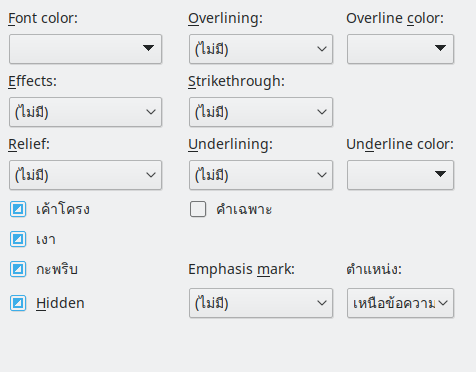 Font color: Overlining: Overline color:
(ไม่มี)
Effects: Strikethrough:
(ไม่มี) (ไม่มี)
Relief: Underlining: Underline color:
(ไม่มี) (ไม่มี)
เค้าโครง คำเฉพาะ
เงา
กะพริบ Emphasis mark: ตำแหน่ง:
Hidden (ไม่มี) เหนือข้อความ